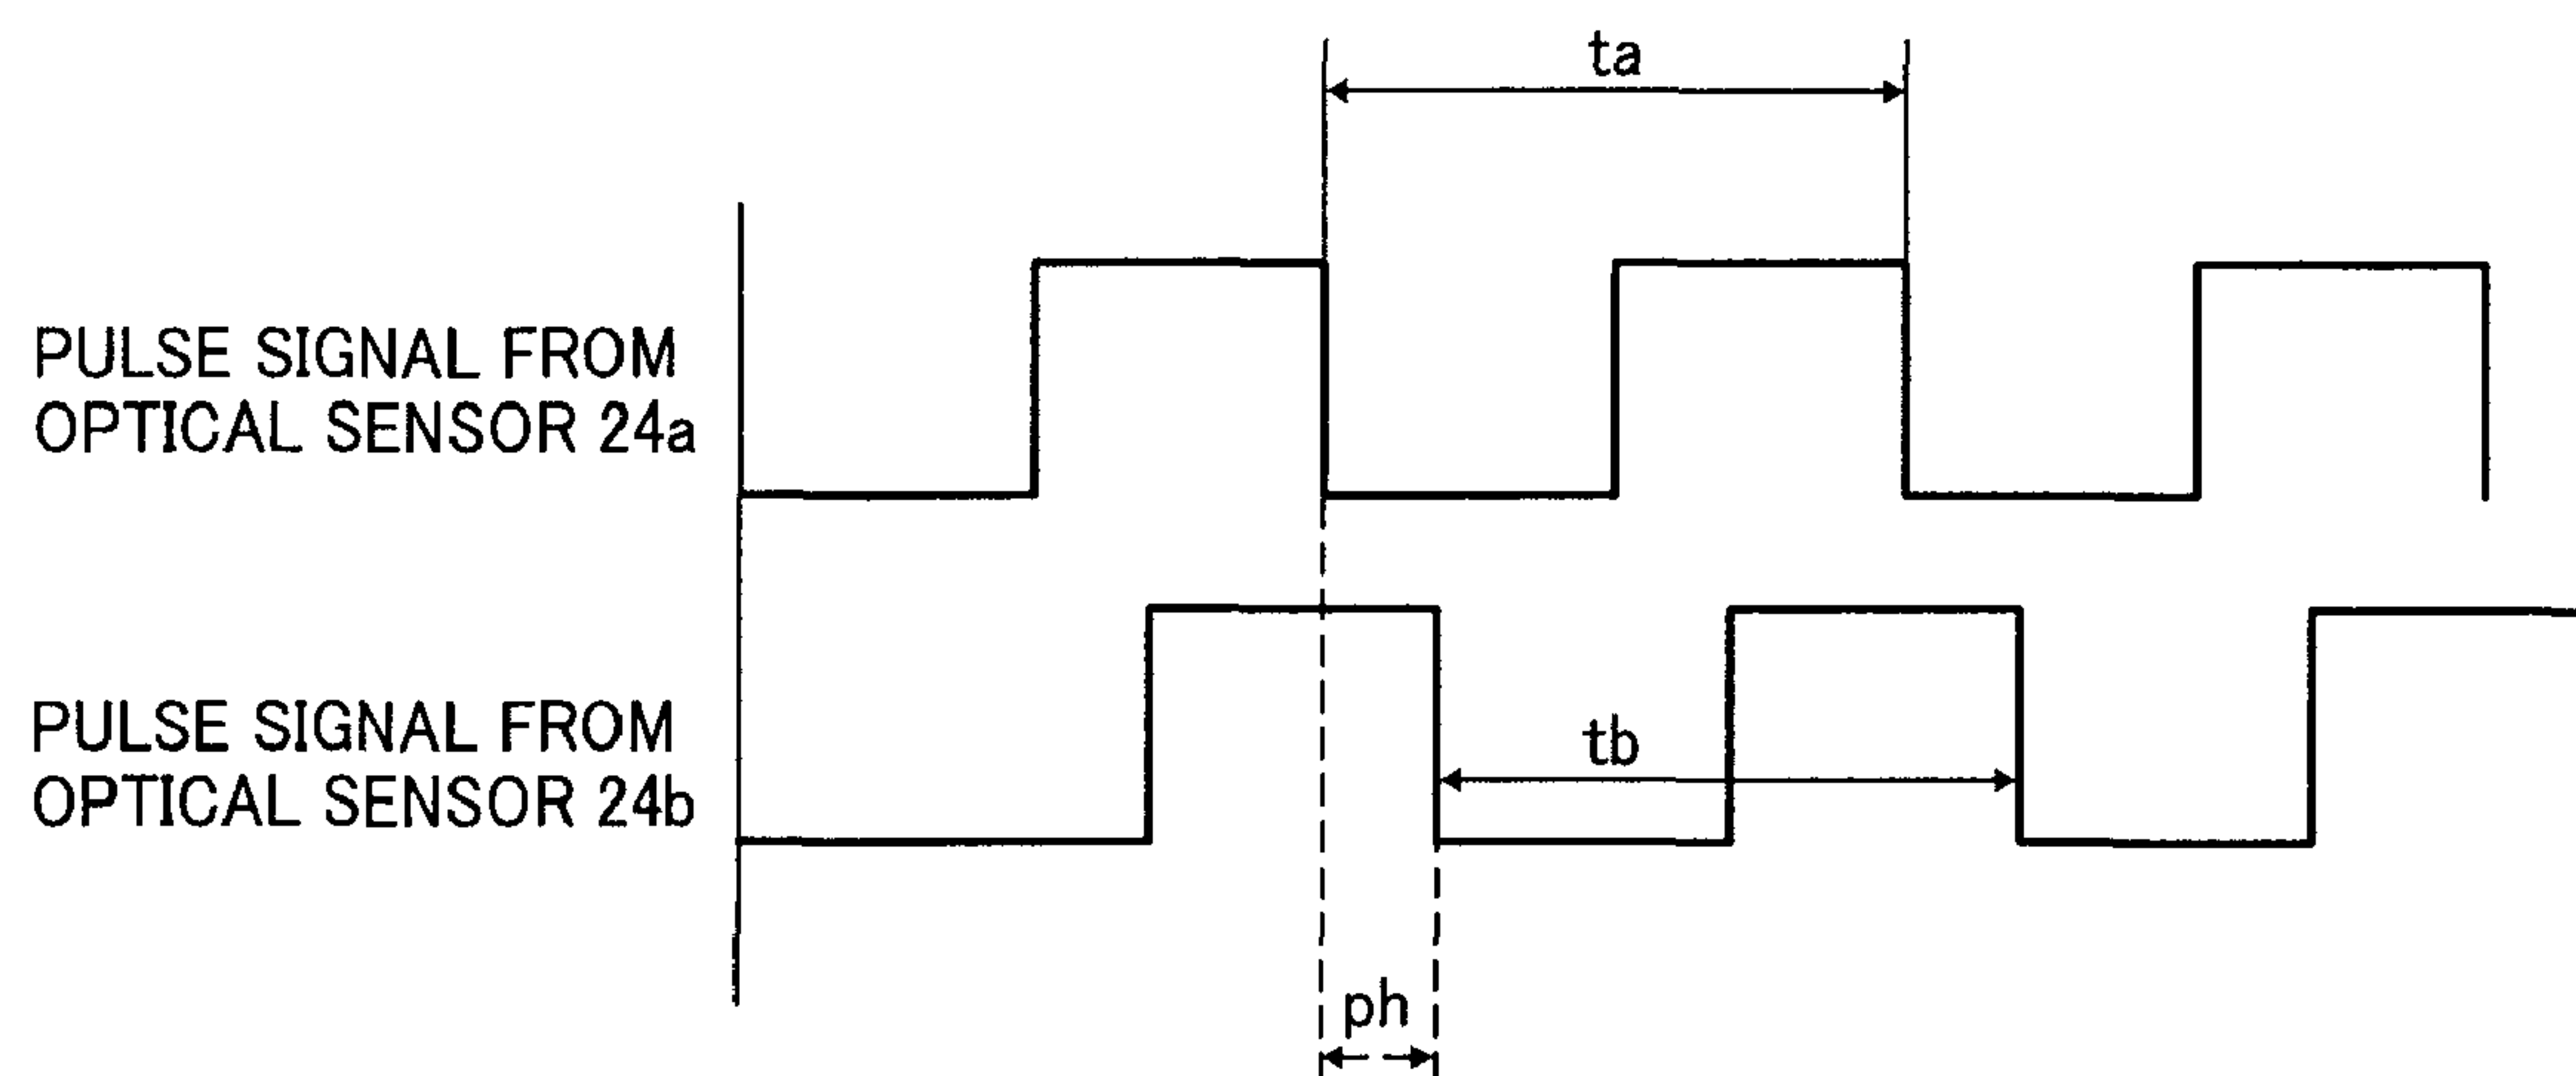 ta
PULSE SIGNAL FROM
OPTICAL SENSOR 24a
PULSE SIGNAL FROM
OPTICAL SENSOR 24b
tb
ph